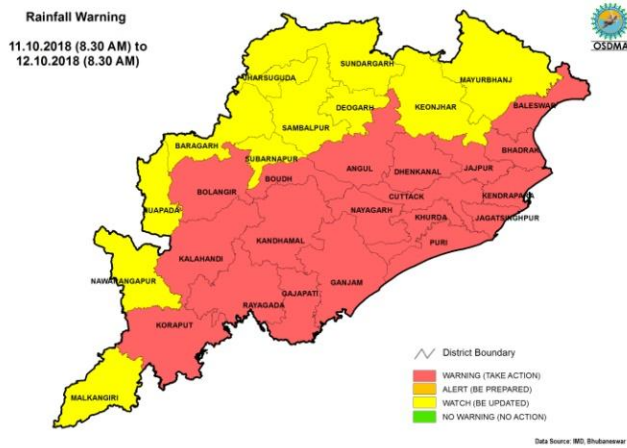 Rainfall Warning
11.10.2018 (8.30 AM) to
12.10.2018 (8.30 AM)
OSDMA
SUNDARGARH
JHARSUGUDA
MAYURBHANJ
DEOGARH
KEONJHAR
BALESWAR
SAMBALPUR
BARAGARH
BHADRAK
SUBARNAPUR
ANGUL
DHENKANAL
JAJPUR
BOUDH
BOLANGIR
CUTTACK
KENDRAPARA
NUAPADA
NAYAGARH
KHURDA
JAGATSINGHPUR
KANDHAMAL
PURI
KALAHANDI
NAWARANGAPUR
GANJAM
GAJAPATI
RAYAGADA
KORAPUT
MALKANGIRI
District Boundary
WARNING (TAKE ACTION)
ALERT (BE PREPARED)
WATCH (BE UPDATED)
NO WARNING (NO ACTION)
Data Source: IMD, Bhubaneswar